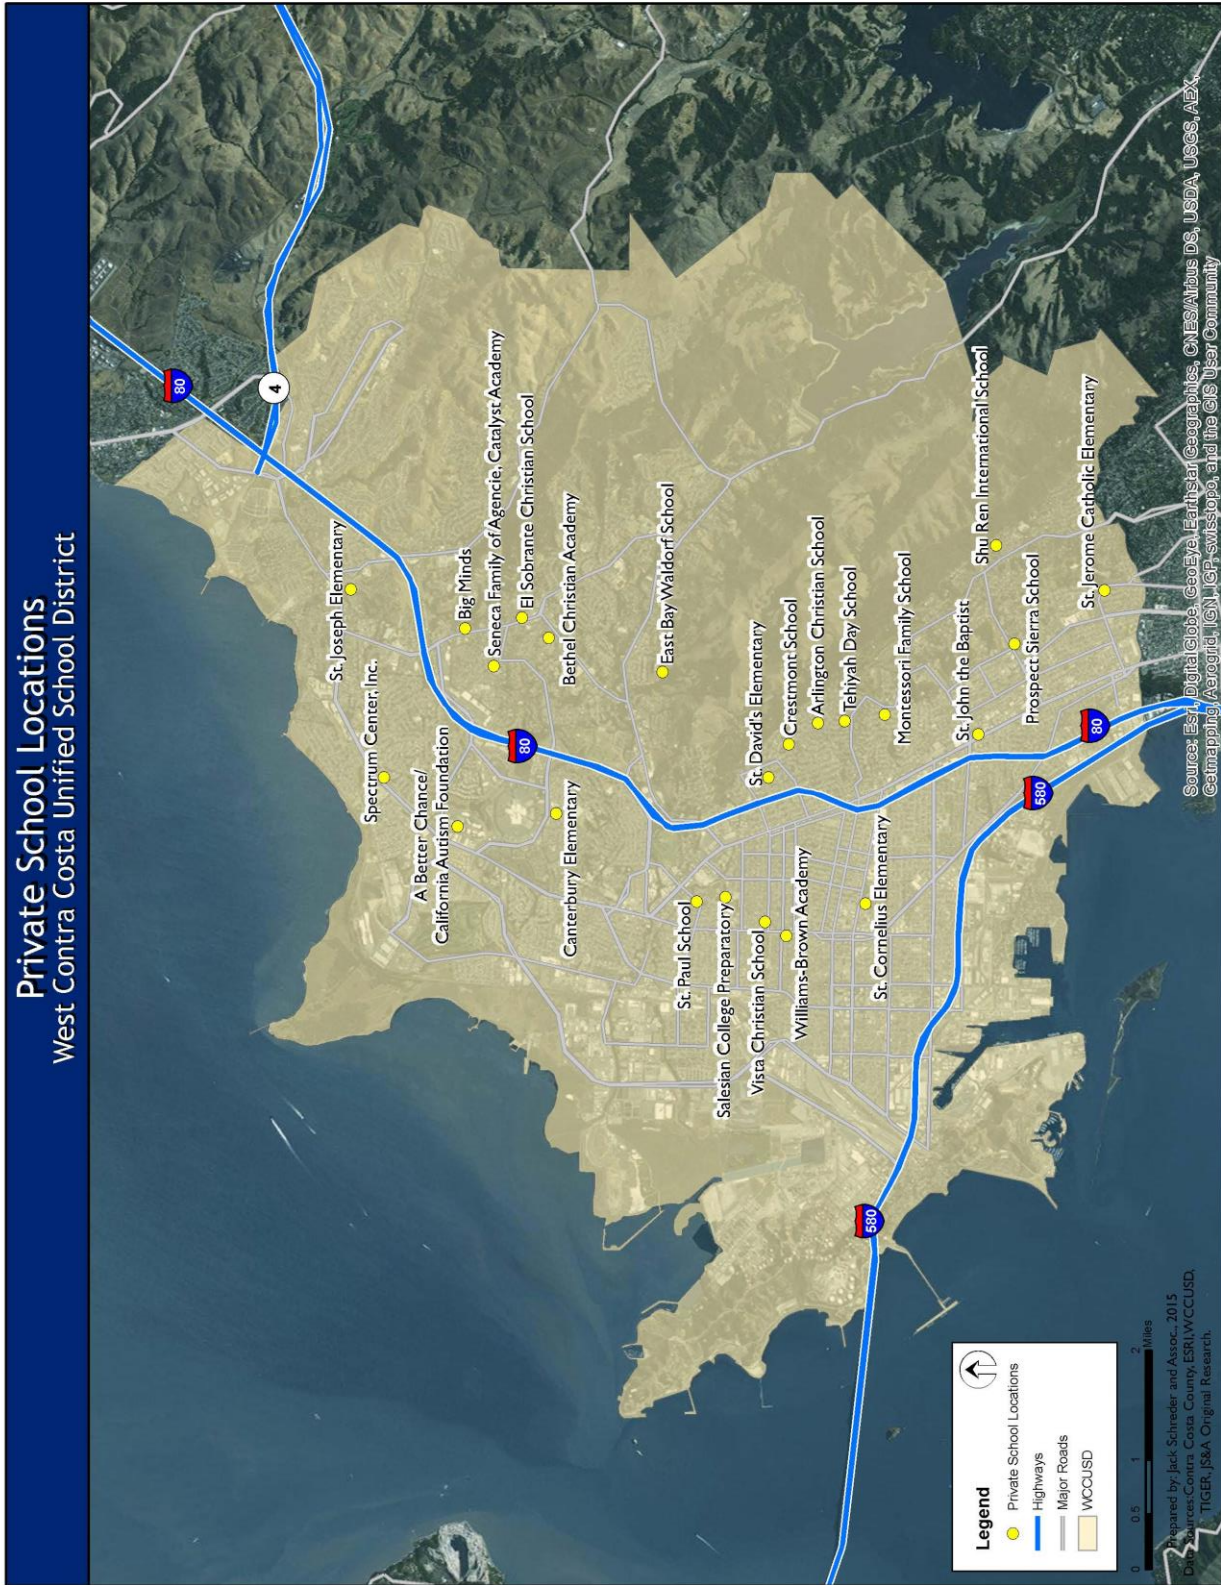 Private School Locations
West Contra Costa Unified School District
80
4
St. Joseph Elementary
Spectrum Center, Inc.
A Better Chance/
California Autism Foundation
Big Minds
Seneca Family of Agencie, Catalyst Academy
El Sobrante Christian School
Bethel Christian Academy
80
Canterbury Elementary
East Bay Waldorf School
St. Paul School
Salesian College Preparatory
Vista Christian School
Williams-Brown Academy
St. David's Elementary
Crestmont School
Arlington Christian School
Tehiyah Day School
St. Cornelius Elementary
Montessori Family School
St. John the Baptist
Shu Ren International School
Prospect Sierra School
St. Jerome Catholic Elementary
580
580
80
Legend
Private School Locations
Highways
Major Roads
WCCUSD
0 0.5 1 2
Miles
Prepared by: Jack Schreder and Assoc., 2015
Data Sources:Contra Costa County, ESRI,WCCUSD,
TIGER, JS&A Original Research.
Source: Esri, DigitalGlobe, GeoEye, Earthstar Geographics, CNES/Airbus DS, USDA, USGS, AEX,
Getmapping, Aerogrid, IGN, IGP, swisstopo, and the GIS User Community